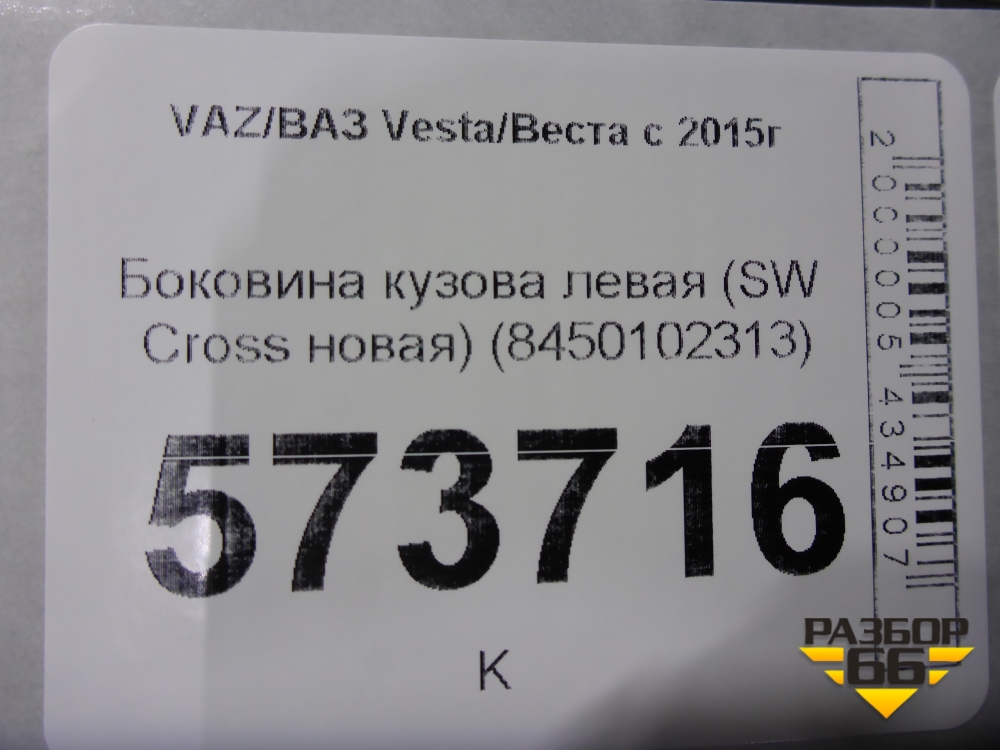 VAZ/ВАЗ Vesta/Веста с 2015г
Боковина кузова левая (SW
Cross новая) (8450102313)
573716
К
2000005434907
РАЗБОР
66